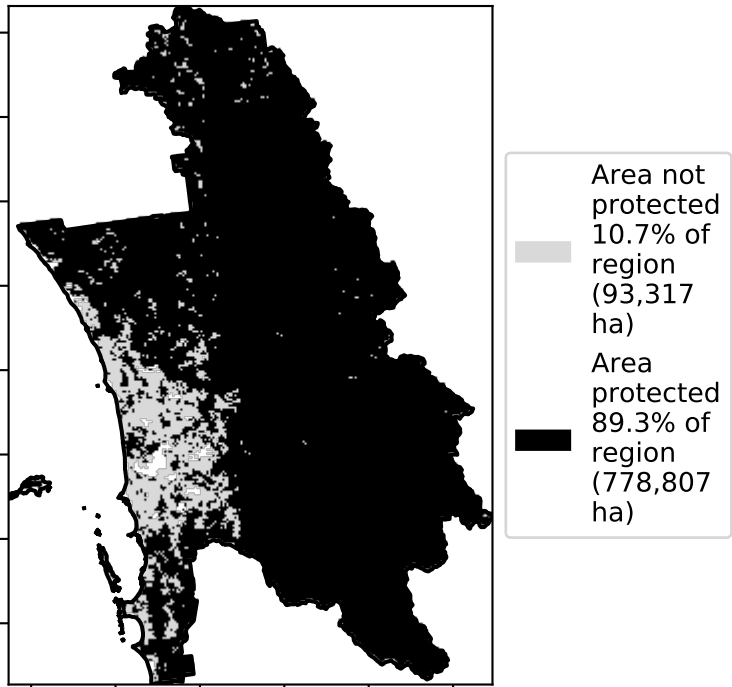 Area not
protected
10.7% of
region
(93,317
ha)
Area
protected
89.3% of
region
(778,807
ha)